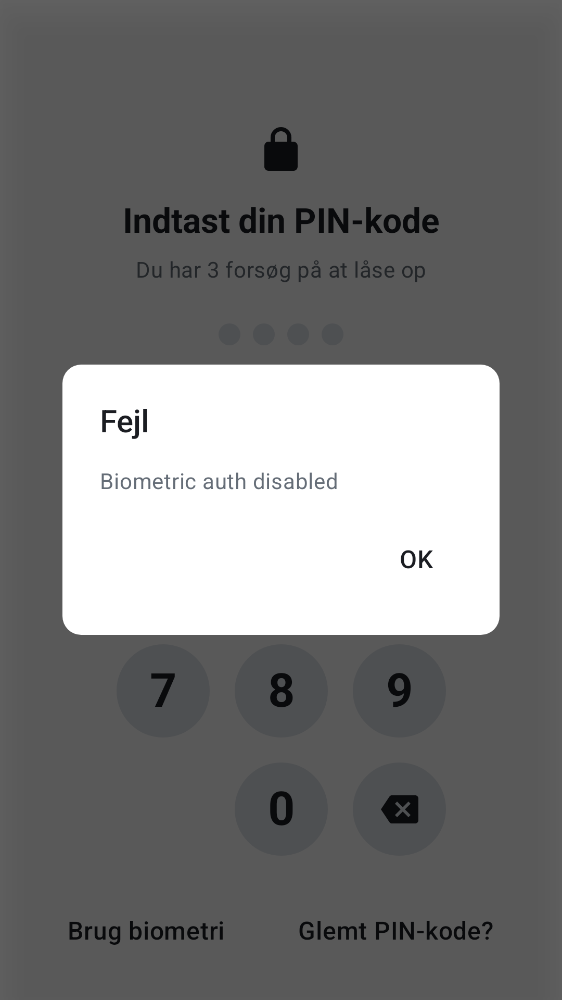 Indtast din PIN-kode
Du har 3 forsøg på at låse op
Fejl
Biometric auth disabled
OK
7 8 9
0
Brug biometri Glemt PIN-kode?